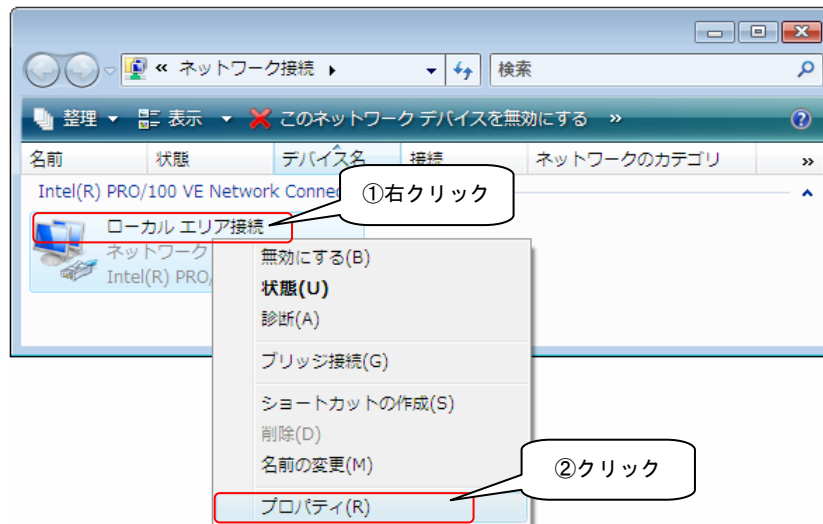 « ネットワーク接続
検索
整理 表示 このネットワーク デバイスを無効にする »
名前 状態 デバイス名 接続 ネットワークのカテゴリ »
Intel(R) PRO/100 VE Network
①右クリック
ローカル エリア接続
ネットワーク
Intel(R) PRO/
無効にする(B)
状態(U)
診断(A)
ブリッジ接続(G)
ショートカットの作成(S)
削除(D)
名前の変更(M)
②クリック
プロパティ(R)